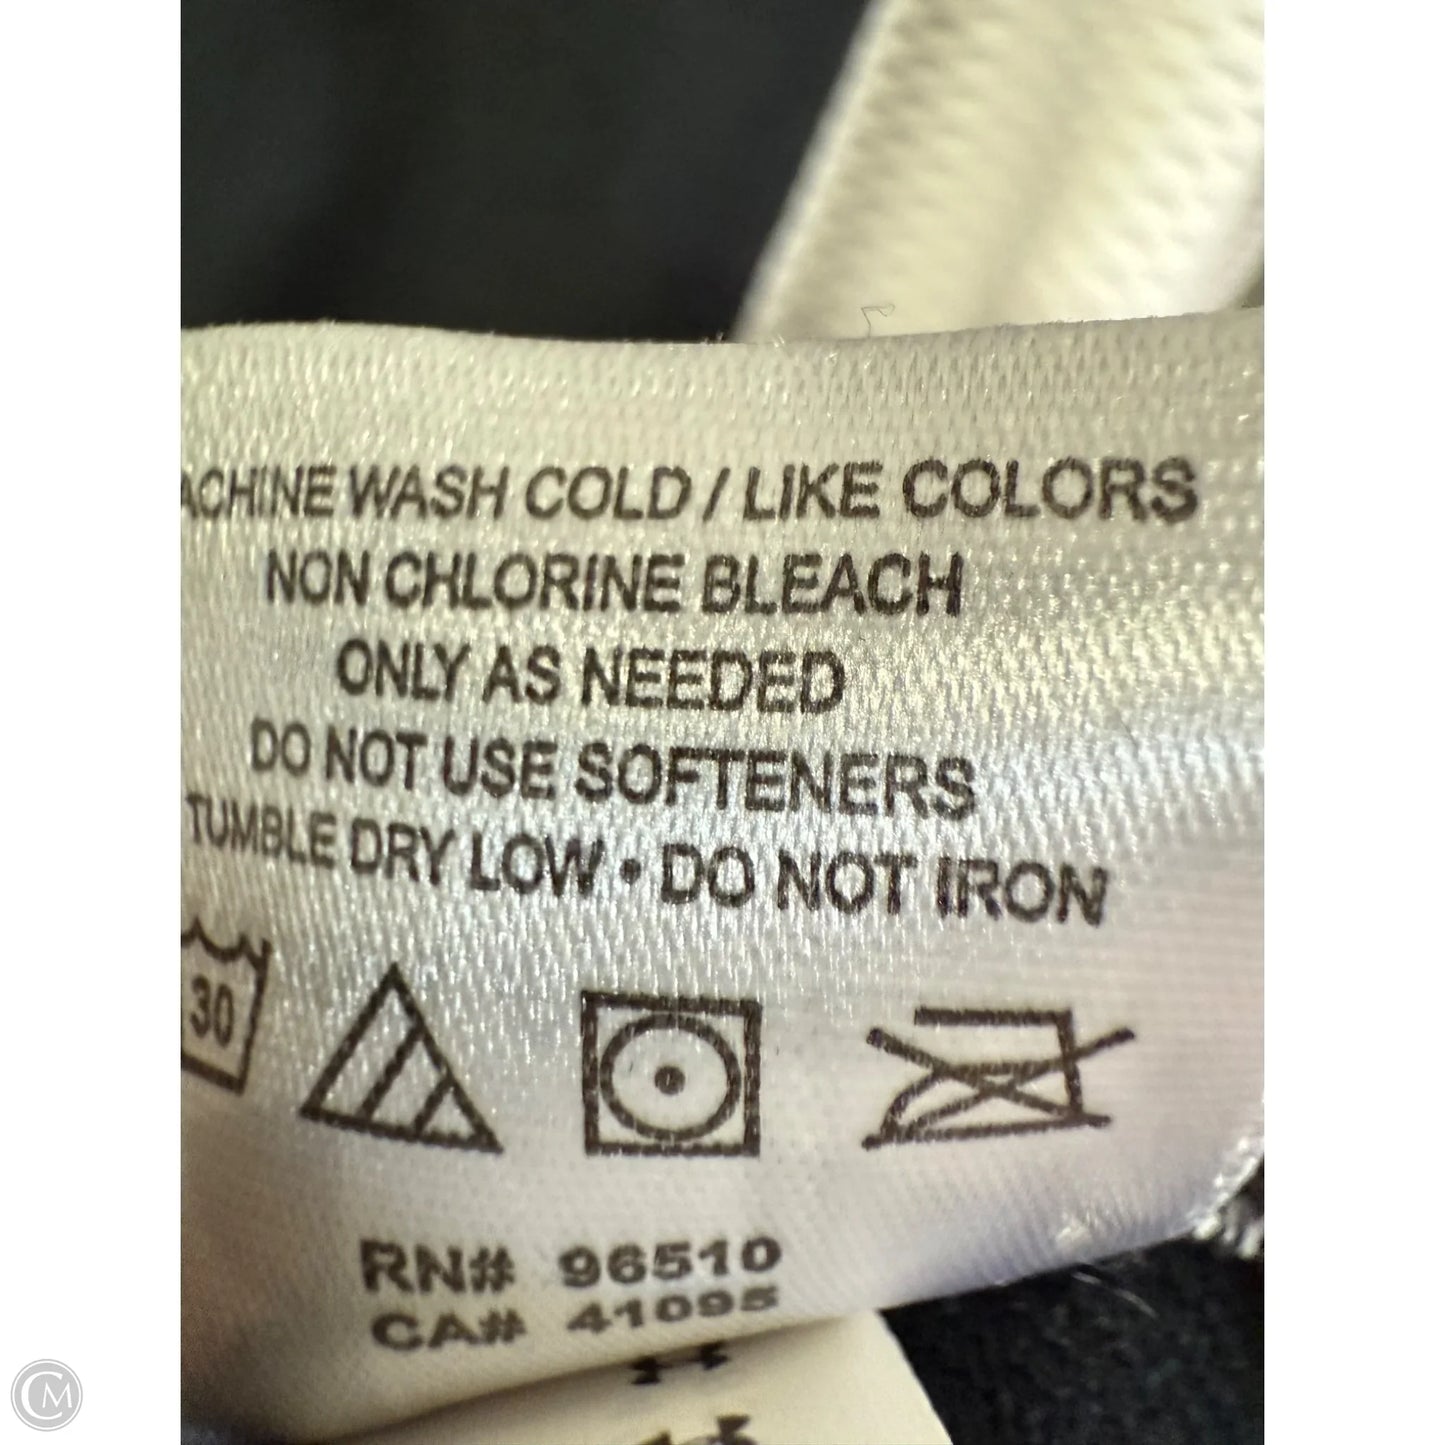 ACHINE WASH COLD / LIKE COLORS
NON CHLORINE BLEACH
ONLY AS NEEDED
DO NOT USE SOFTENERS
TUMBLE DRY LOW • DO NOT IRON
30
RN# 96510
CA# 41095
CM